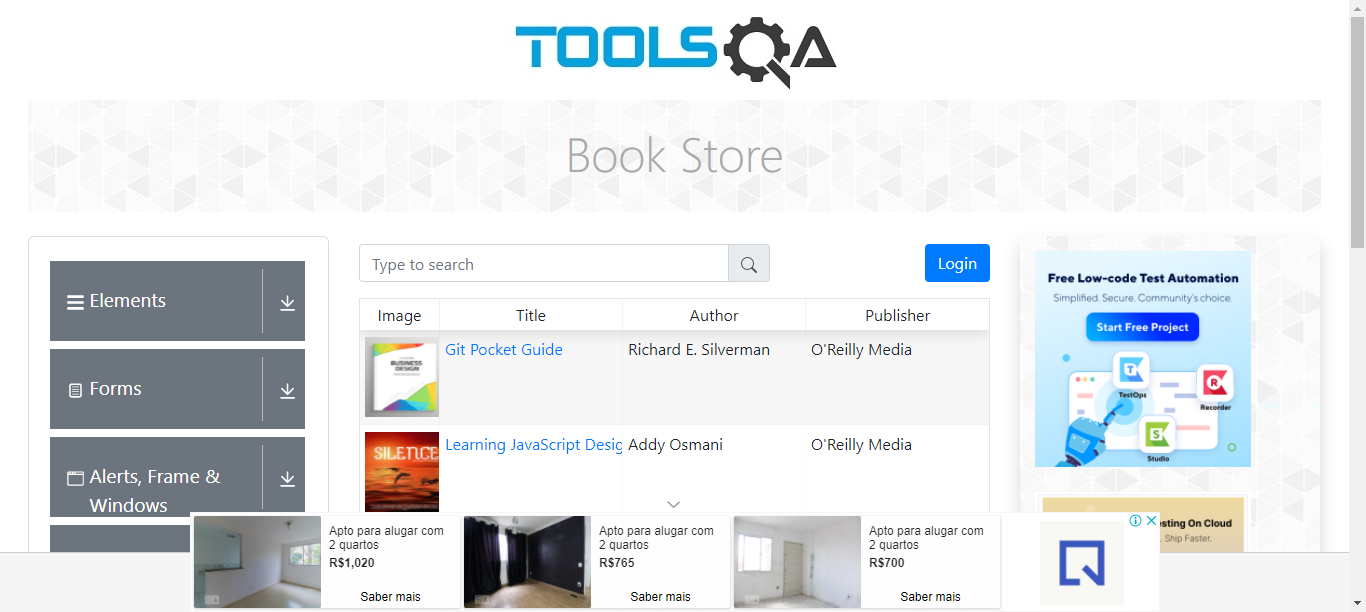 TOOLSQA
Book Store
Elements
Forms
Alerts, Frame &
Windows
Type to search
Login
Image
Title
Author
Publisher
BUSINESS
DESIGN
Git Pocket Guide
Richard E. Silverman
O'Reilly Media
SILENCE
Learning JavaScript Desig
Addy Osmani
O'Reilly Media
Free Low-code Test Automation
Simplified. Secure. Community's choice.
Start Free Project
TestOps
Recorder
Studio
esting On Cloud
. Ship Faster.
Apto para alugar com
2 quartos
R$1,020
Saber mais
Apto para alugar com
2 quartos
R$765
Saber mais
Apto para alugar com
2 quartos
R$700
Saber mais